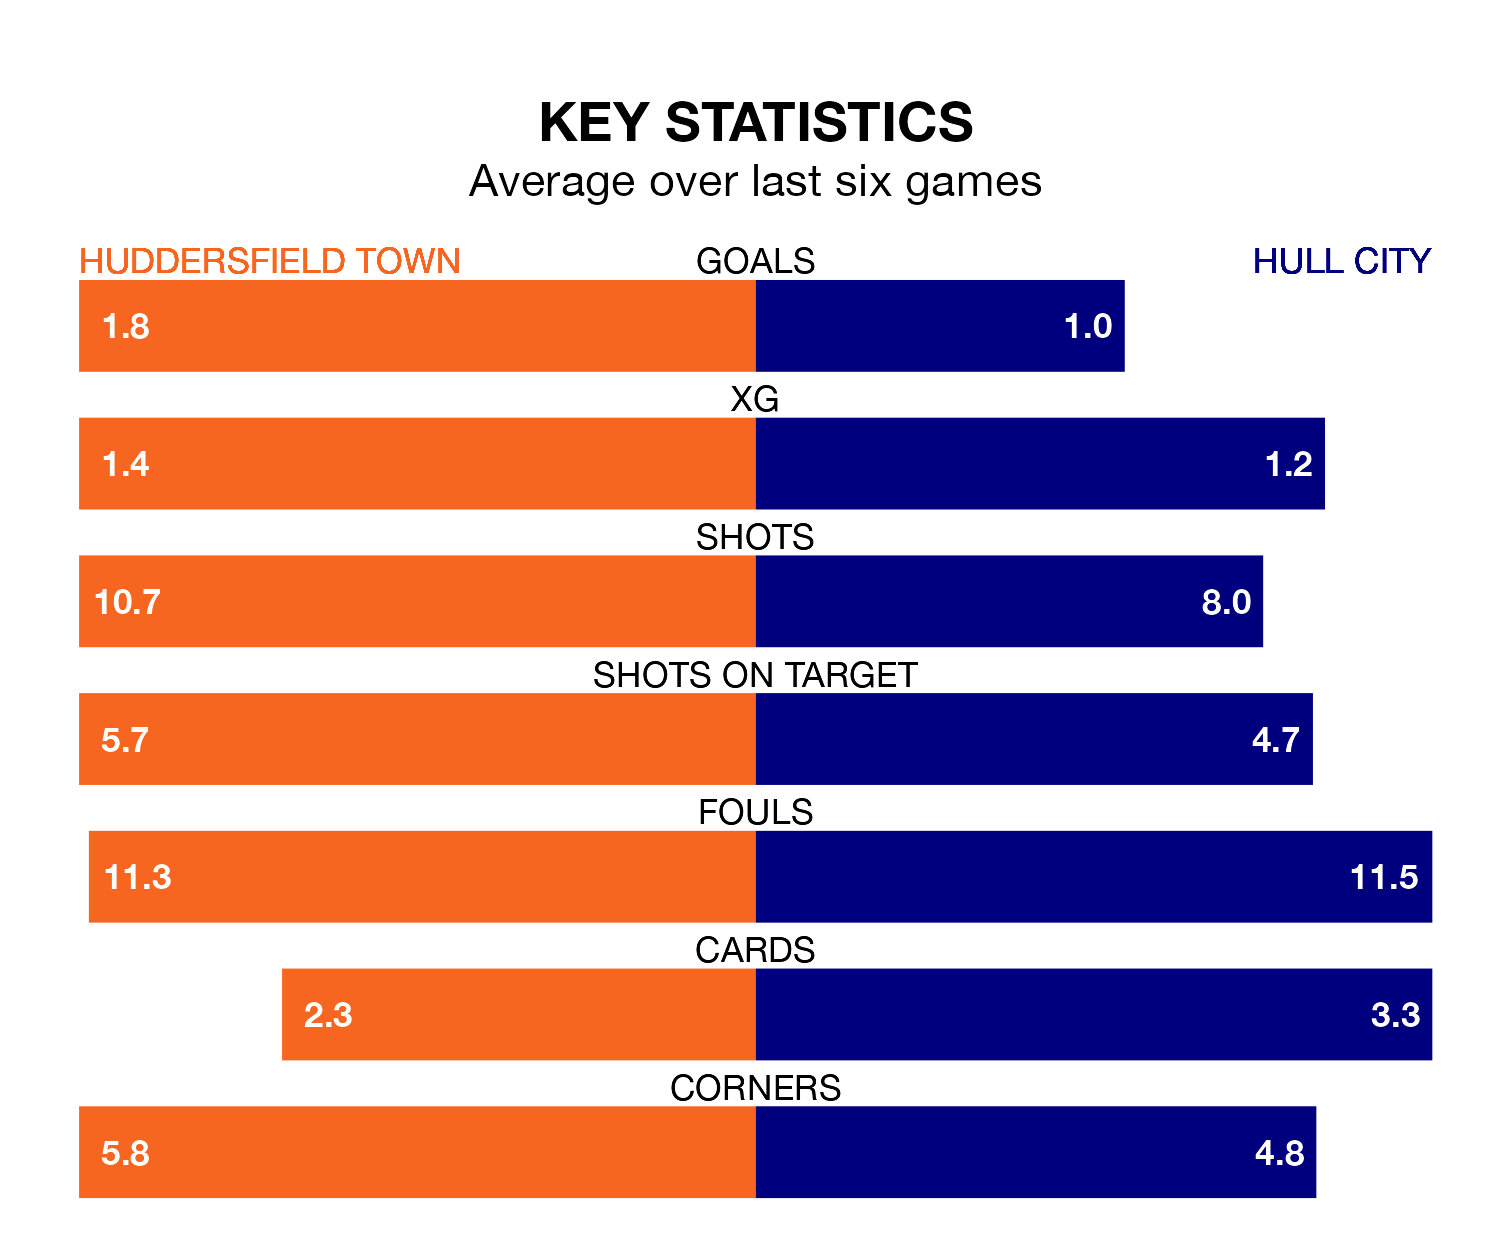 KEY STATISTICS
Average over last six games
HUDDERSFIELD TOWN GOALS HULL CITY
1.8 1.0
XG
1.4 1.2
SHOTS
10.7 8.0
SHOTS ON TARGET
5.7 4.7
FOULS
11.3 11.5
CARDS
2.3 3.3
CORNERS
5.8 4.8